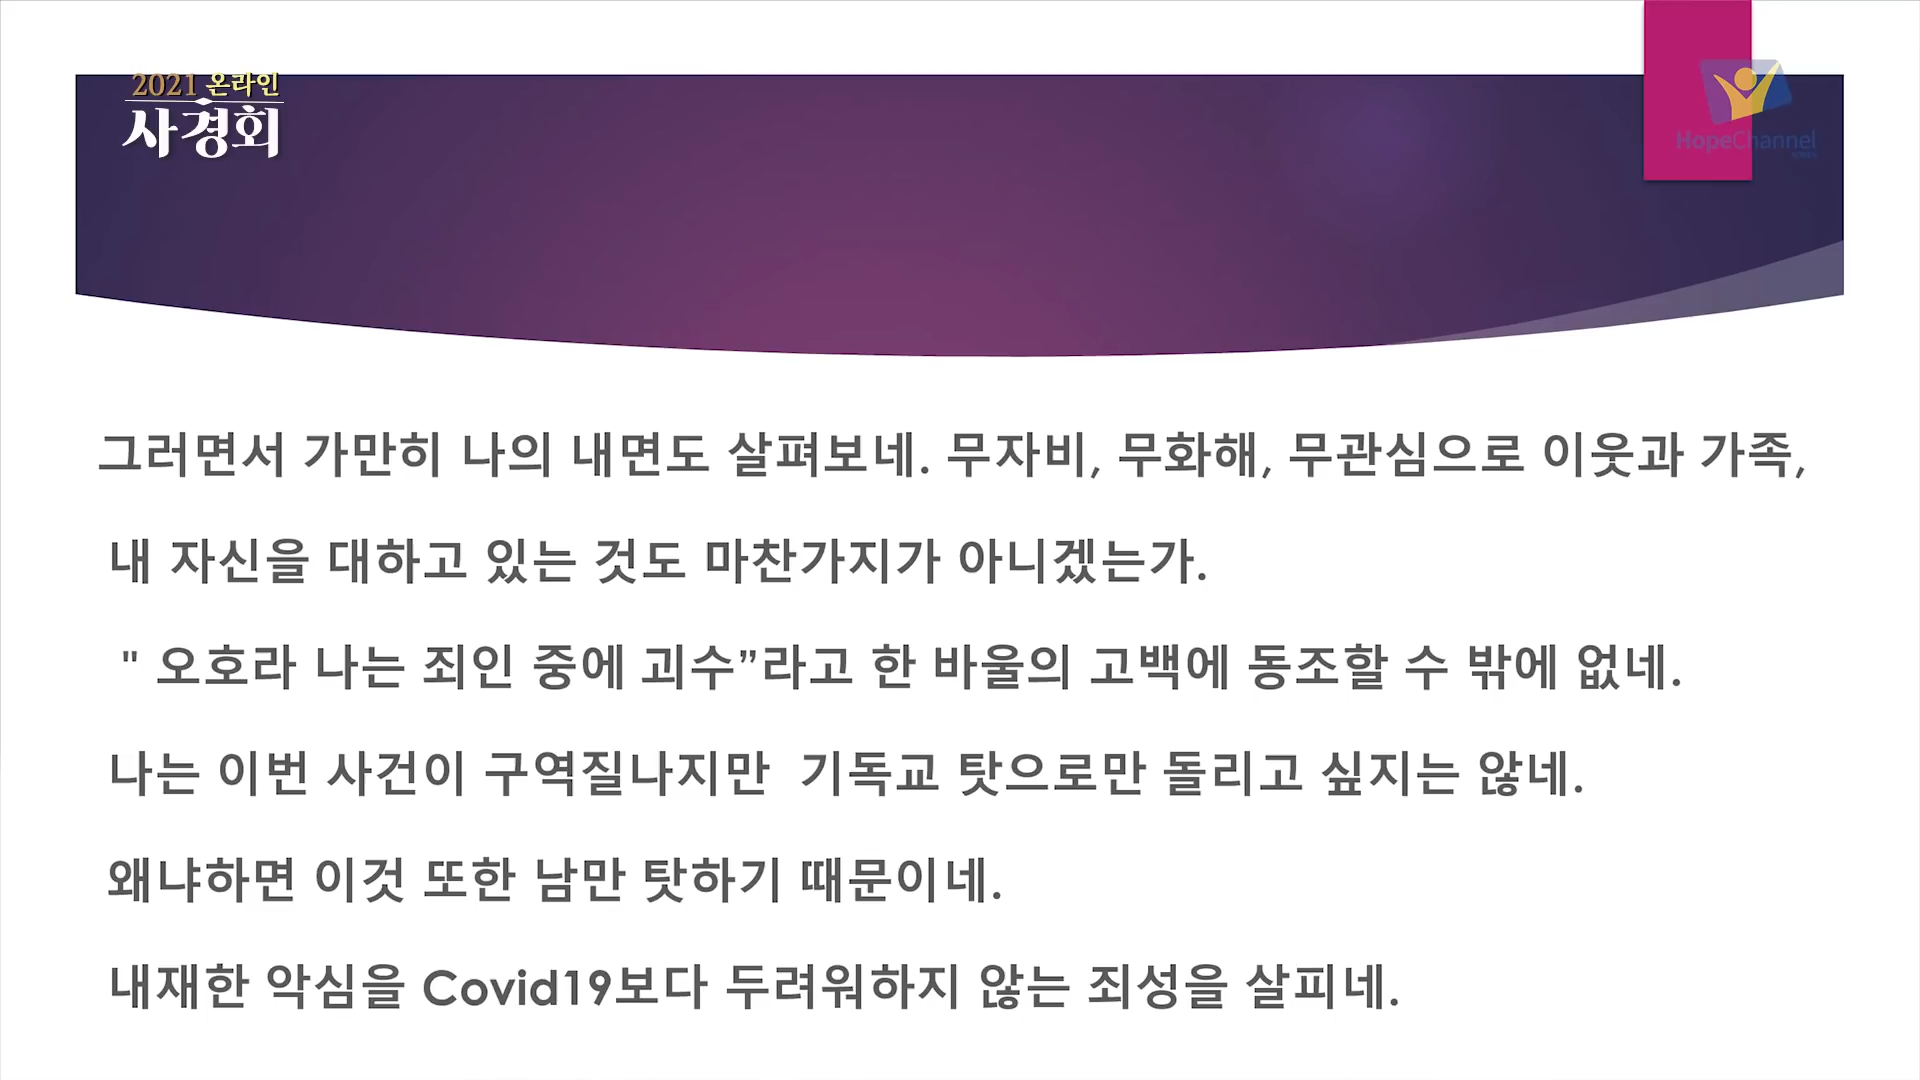 2021 온라인
사경회
HopeChannel
그러면서 가만히 나의 내면도 살펴보네. 무자비, 무화해, 무관심으로 이웃과 가족,
내 자신을 대하고 있는 것도 마찬가지가 아니겠는가.
" 오호라 나는 죄인 중에 괴수”라고 한 바울의 고백에 동조할 수 밖에 없네.
나는 이번 사건이 구역질나지만 기독교 탓으로만 돌리고 싶지는 않네.
왜냐하면 이것 또한 남만 탓하기 때문이네.
내재한 악심을 Covid19보다 두려워하지 않는 죄성을 살피네.